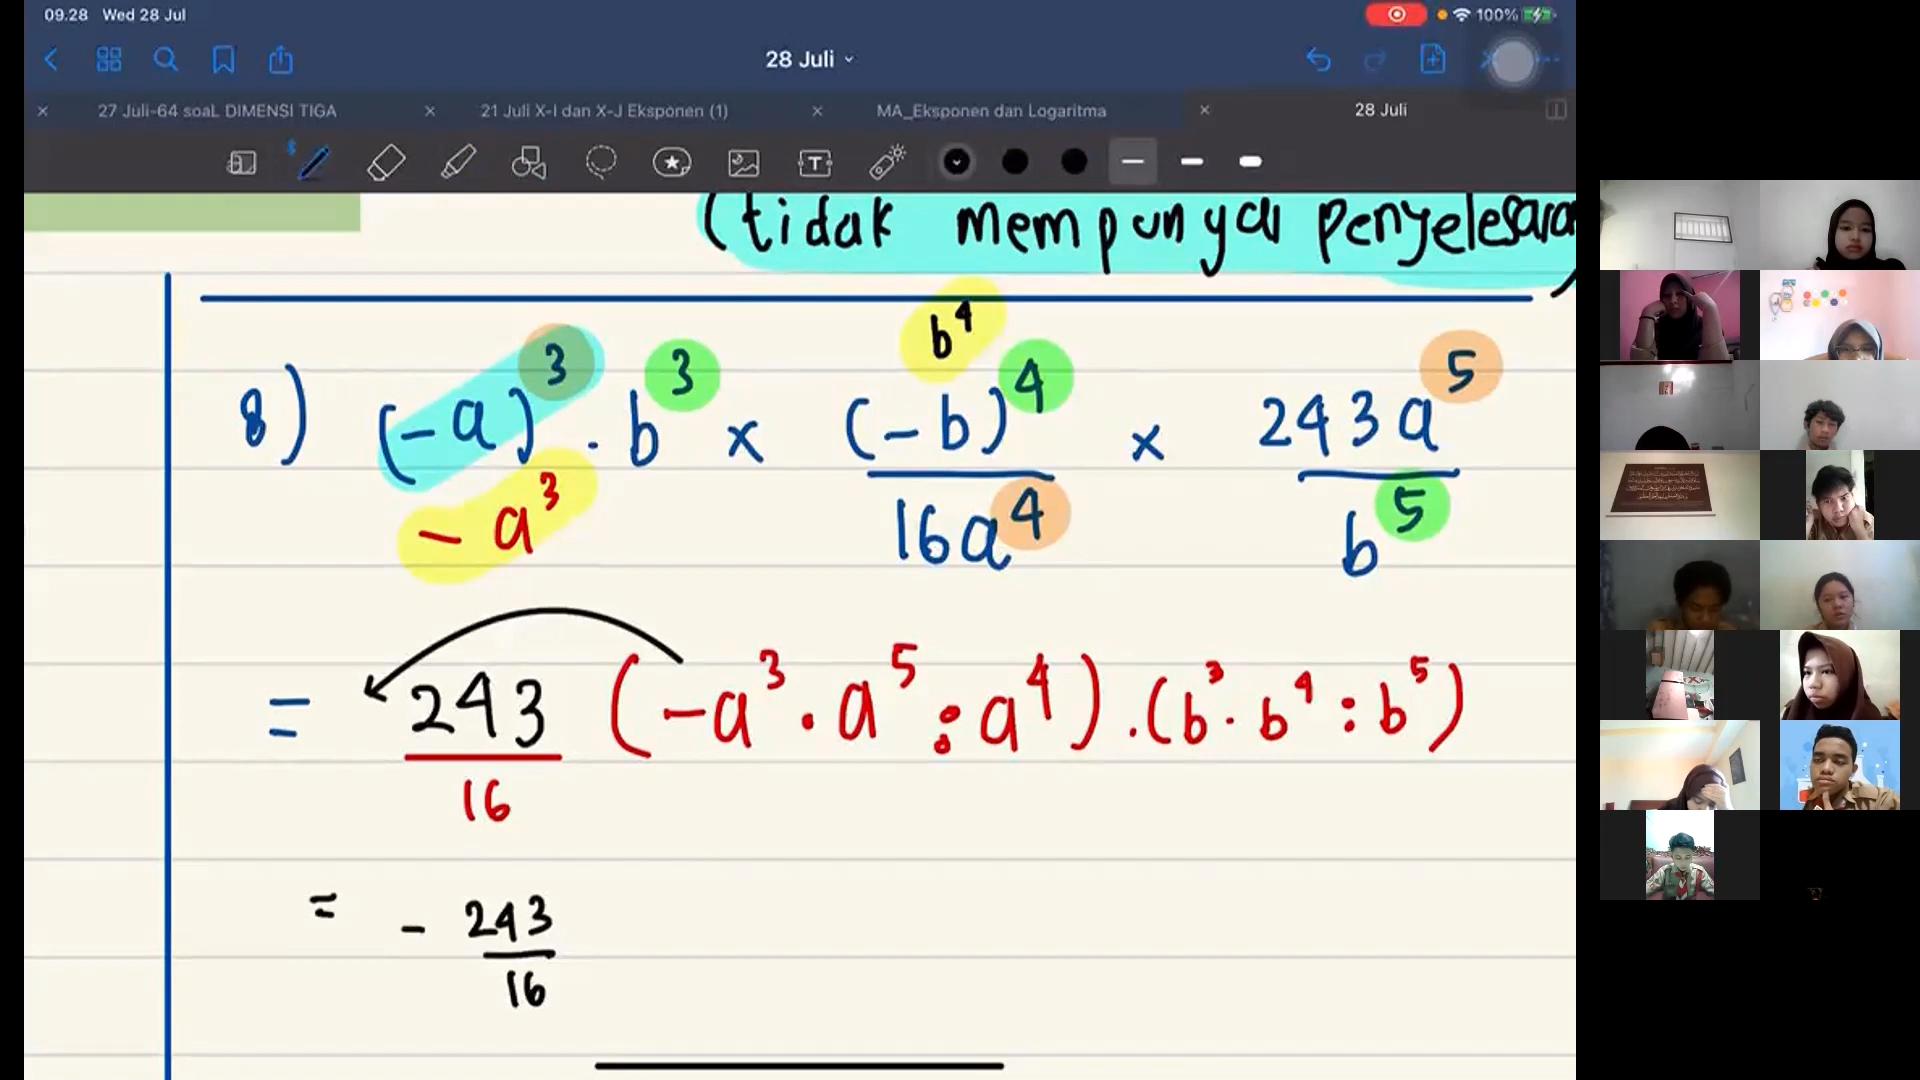 09.28 Wed 28 Jul
100%
28 Juli
27 Juli-64 soaL DIMENSI TIGA
21 Juli X-I dan X-J Eksponen (1)
MA_Eksponen dan Logaritma
28 Juli
(tidak mempunyai penyelesaian)
b⁴
8) (-a)³ . b³ x (-b)⁴ x 243a⁵
16a⁴ b⁵
-a³
= 243 (-a³ . a⁵ : a⁴) . (b³ . b⁴ : b⁵)
16
= - 243
16